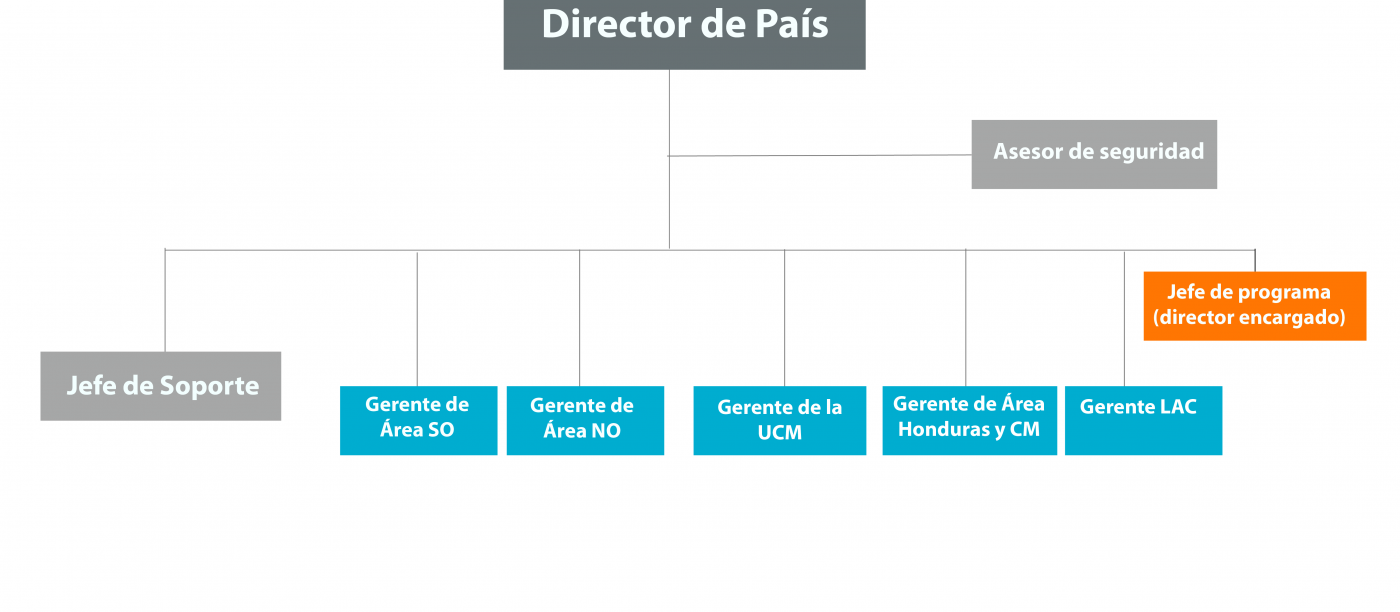 Director de País
Asesor de seguridad
Jefe de programa
(director encargado)
Jefe de Soporte
Gerente de
Área SO
Gerente de
Área NO
Gerente de la
UCM
Gerente de Área
Honduras y CM
Gerente LAC